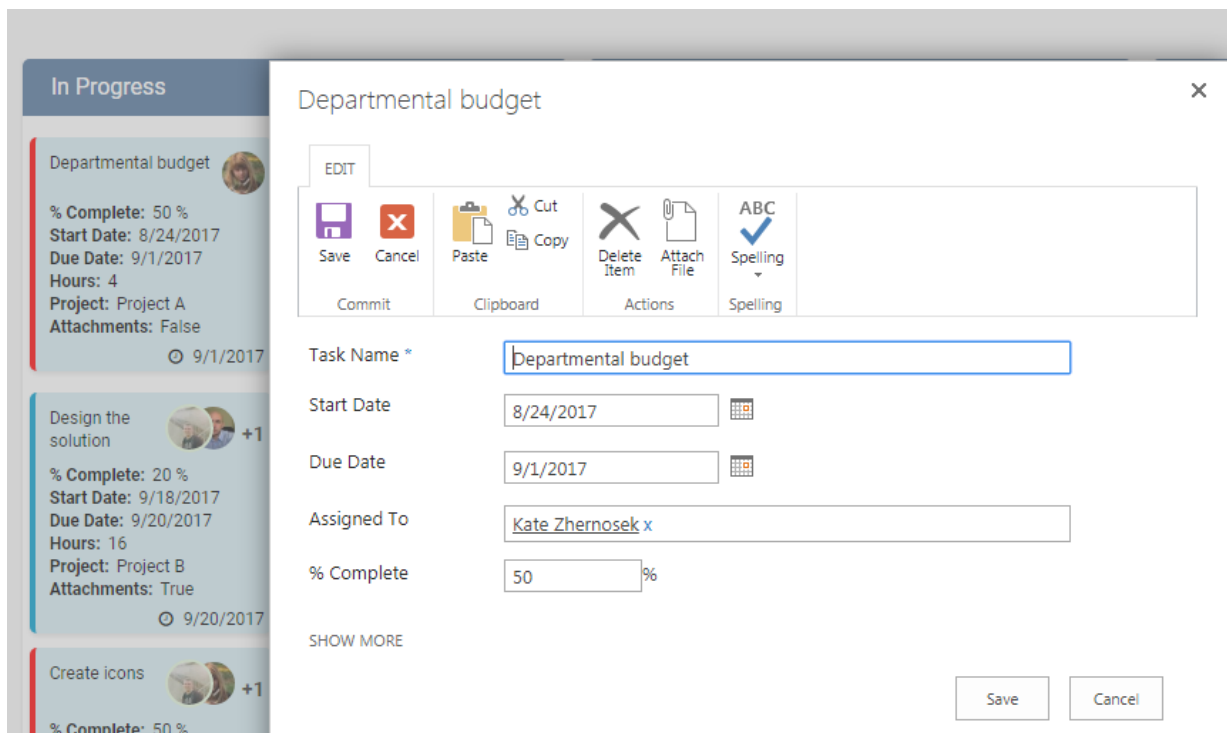 In Progress
Departmental budget
% Complete: 50 %
Start Date: 8/24/2017
Due Date: 9/1/2017
Hours: 4
Project: Project A
Attachments: False
9/1/2017
Design the
solution
+1
% Complete: 20 %
Start Date: 9/18/2017
Due Date: 9/20/2017
Hours: 16
Project: Project B
Attachments: True
9/20/2017
Create icons
+1
% Complete: 50 %
Departmental budget
EDIT
Save
Cancel
Commit
Paste
Cut
Copy
Clipboard
Delete
Item
Attach
File
Actions
ABC
Spelling
Spelling
Task Name * Departmental budget
Start Date 8/24/2017
Due Date 9/1/2017
Assigned To Kate Zhernosek x
% Complete 50 %
SHOW MORE
Save Cancel